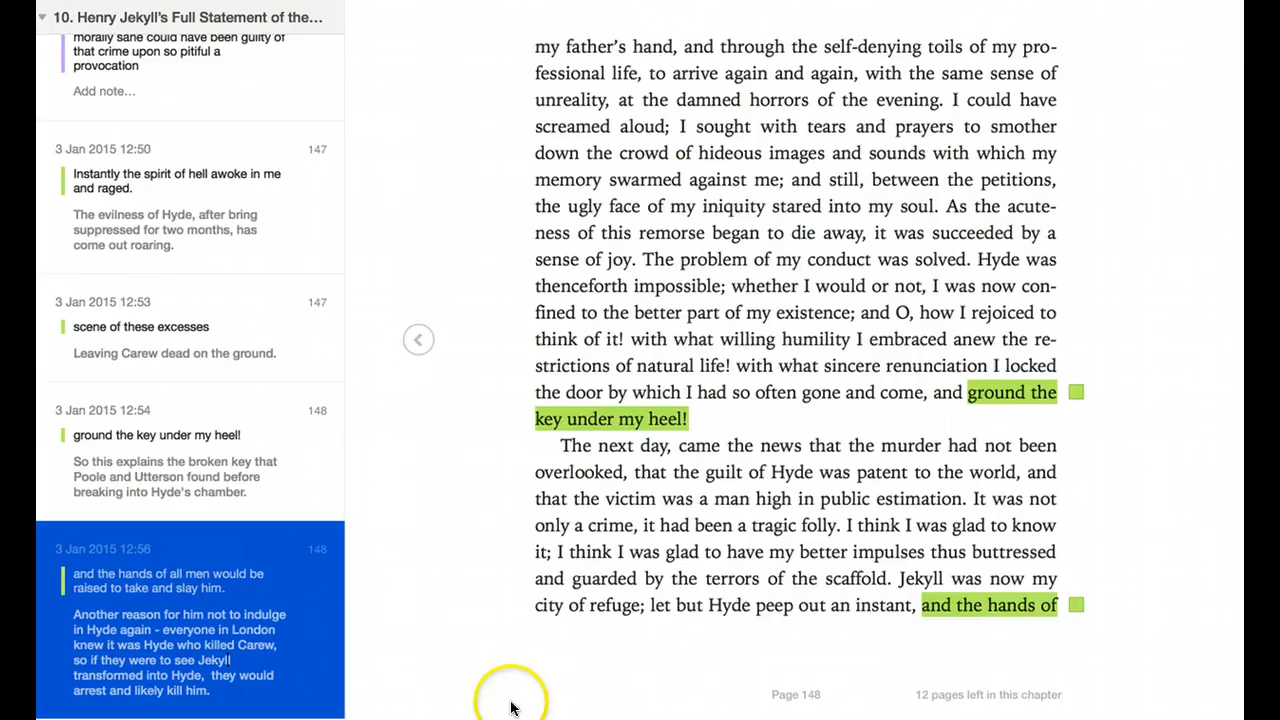 10. Henry Jekyll's Full Statement of the...
morally sane could have been guilty of
that crime upon so pitiful a
provocation
Add note...
3 Jan 2015 12:50 147
Instantly the spirit of hell awoke in me
and raged.
The evilness of Hyde, after bring
suppressed for two months, has
come out roaring.
3 Jan 2015 12:53 147
scene of these excesses
Leaving Carew dead on the ground.
3 Jan 2015 12:54 148
ground the key under my heel!
So this explains the broken key that
Poole and Utterson found before
breaking into Hyde's chamber.
3 Jan 2015 12:56 148
and the hands of all men would be
raised to take and slay him.
Another reason for him not to indulge
in Hyde again - everyone in London
knew it was Hyde who killed Carew,
so if they were to see Jekyll
transformed into Hyde, they would
arrest and likely kill him.
my father's hand, and through the self-denying toils of my pro-
fessional life, to arrive again and again, with the same sense of
unreality, at the damned horrors of the evening. I could have
screamed aloud; I sought with tears and prayers to smother
down the crowd of hideous images and sounds with which my
memory swarmed against me; and still, between the petitions,
the ugly face of my iniquity stared into my soul. As the acute-
ness of this remorse began to die away, it was succeeded by a
sense of joy. The problem of my conduct was solved. Hyde was
thenceforth impossible; whether I would or not, I was now con-
fined to the better part of my existence; and O, how I rejoiced to
think of it! with what willing humility I embraced anew the re-
strictions of natural life! with what sincere renunciation I locked
the door by which I had so often gone and come, and ground the
key under my heel!
The next day, came the news that the murder had not been
overlooked, that the guilt of Hyde was patent to the world, and
that the victim was a man high in public estimation. It was not
only a crime, it had been a tragic folly. I think I was glad to know
it; I think I was glad to have my better impulses thus buttressed
and guarded by the terrors of the scaffold. Jekyll was now my
city of refuge; let but Hyde peep out an instant, and the hands of
Page 148 12 pages left in this chapter